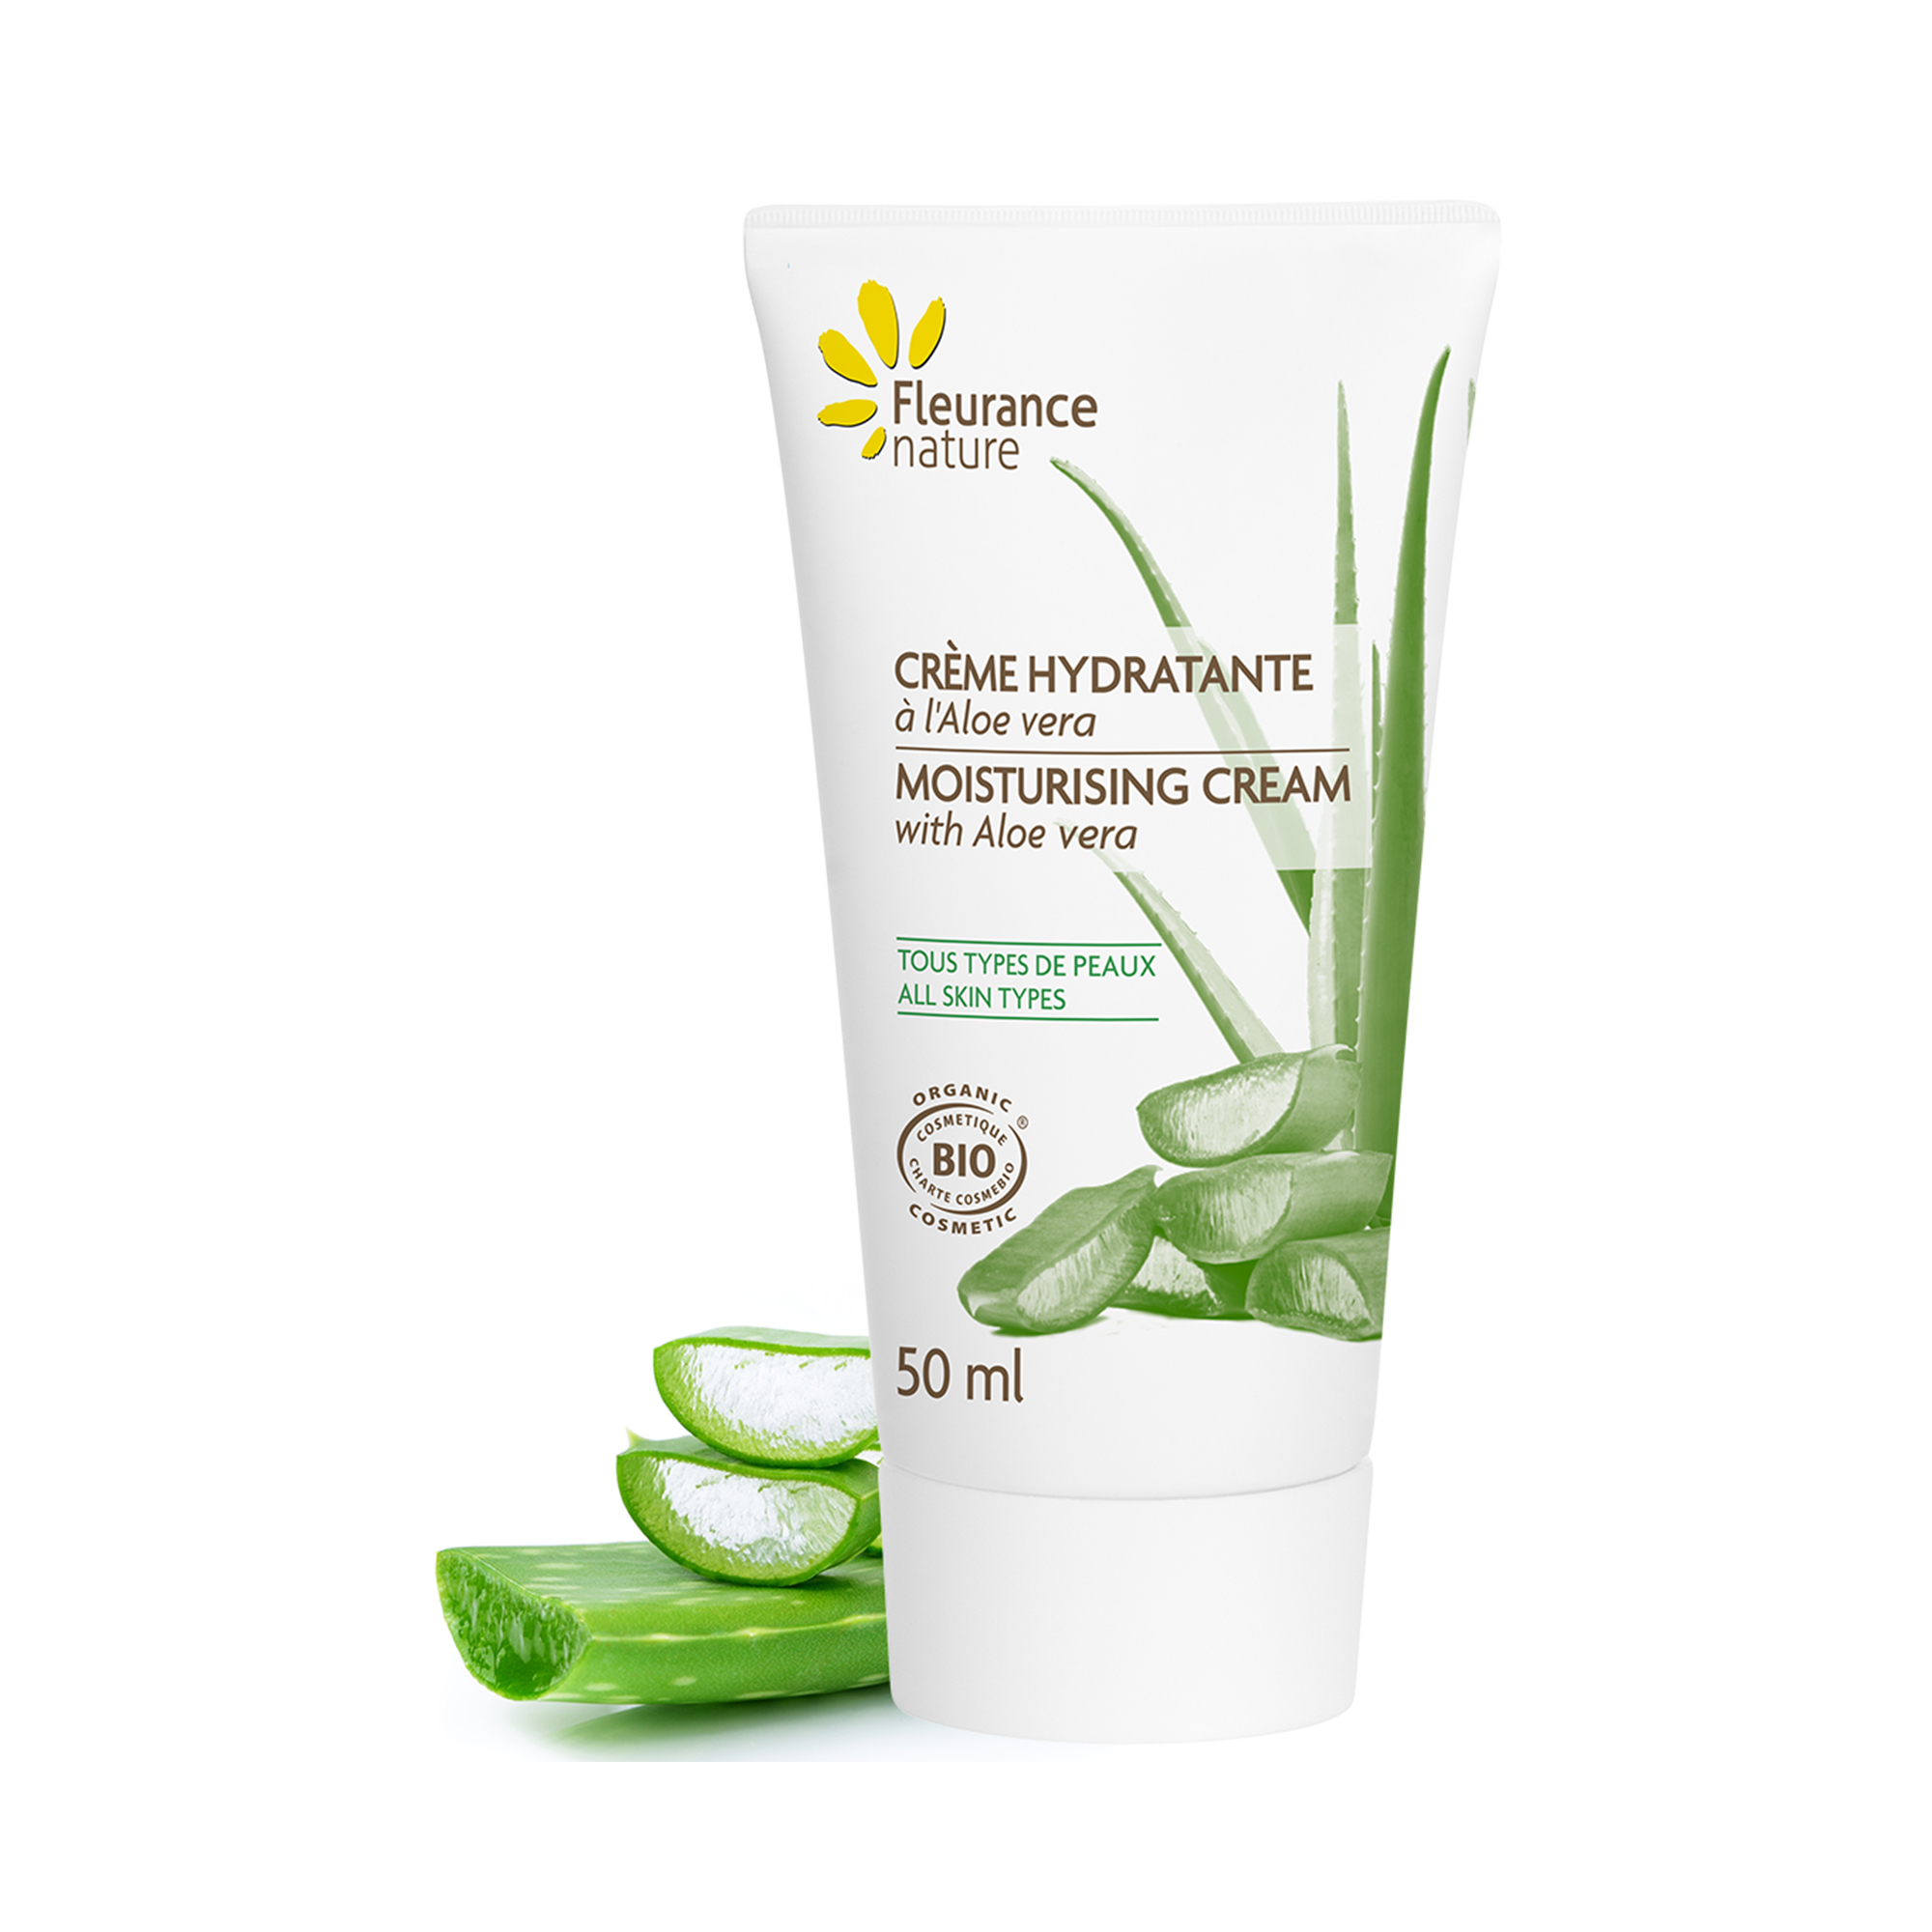 Fleurance
nature
CRÈME HYDRATANTE
à l'Aloe vera
MOISTURISING CREAM
with Aloe vera
TOUS TYPES DE PEAUX
ALL SKIN TYPES
ORGANIC
COSMETIQUE ®
BIO
CHARTE COSMEBIO
COSMETIC
50 ml